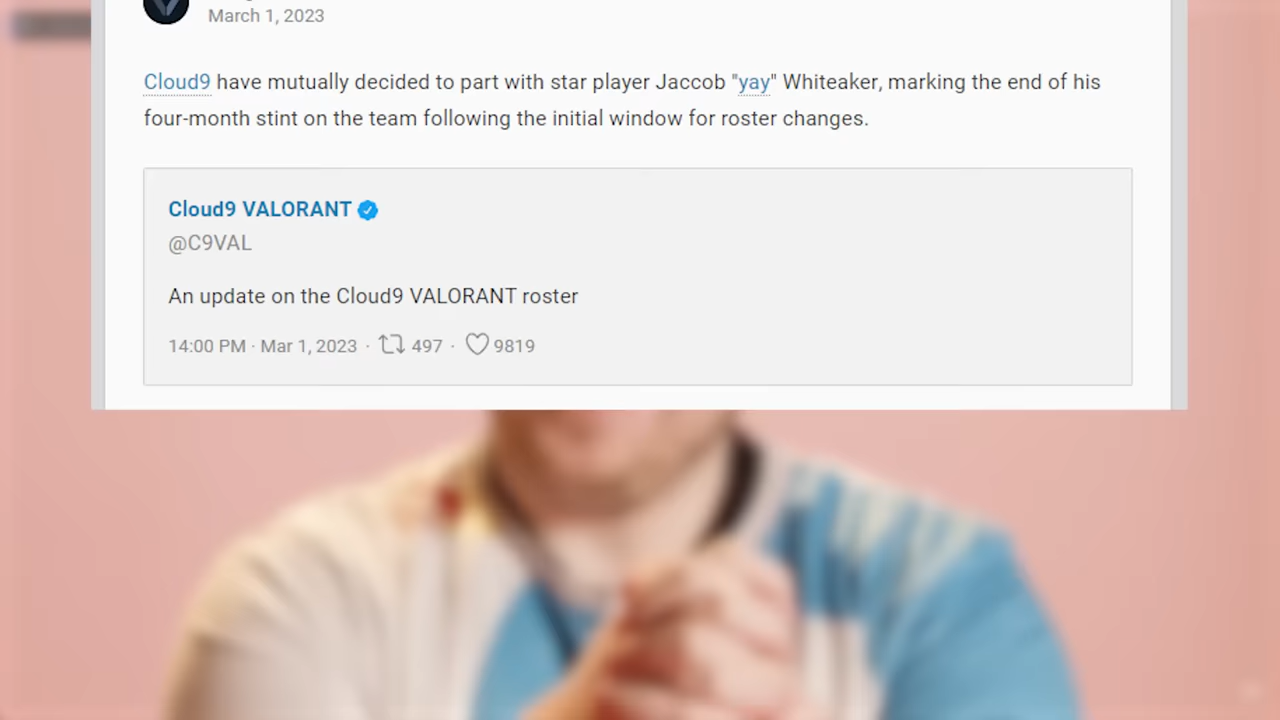 March 1, 2023
Cloud9 have mutually decided to part with star player Jaccob "yay" Whiteaker, marking the end of his
four-month stint on the team following the initial window for roster changes.
Cloud9 VALORANT
@C9VAL
An update on the Cloud9 VALORANT roster
14:00 PM · Mar 1, 2023 · 497 · 9819